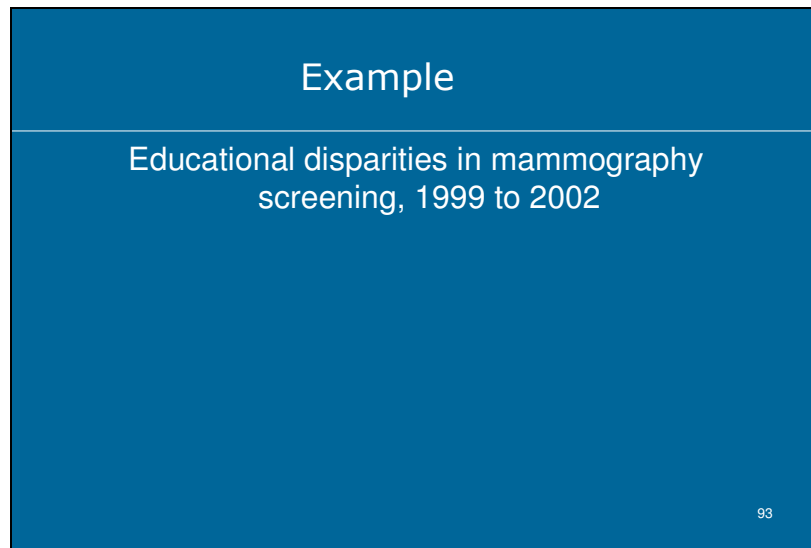 Example
Educational disparities in mammography
screening, 1999 to 2002
93